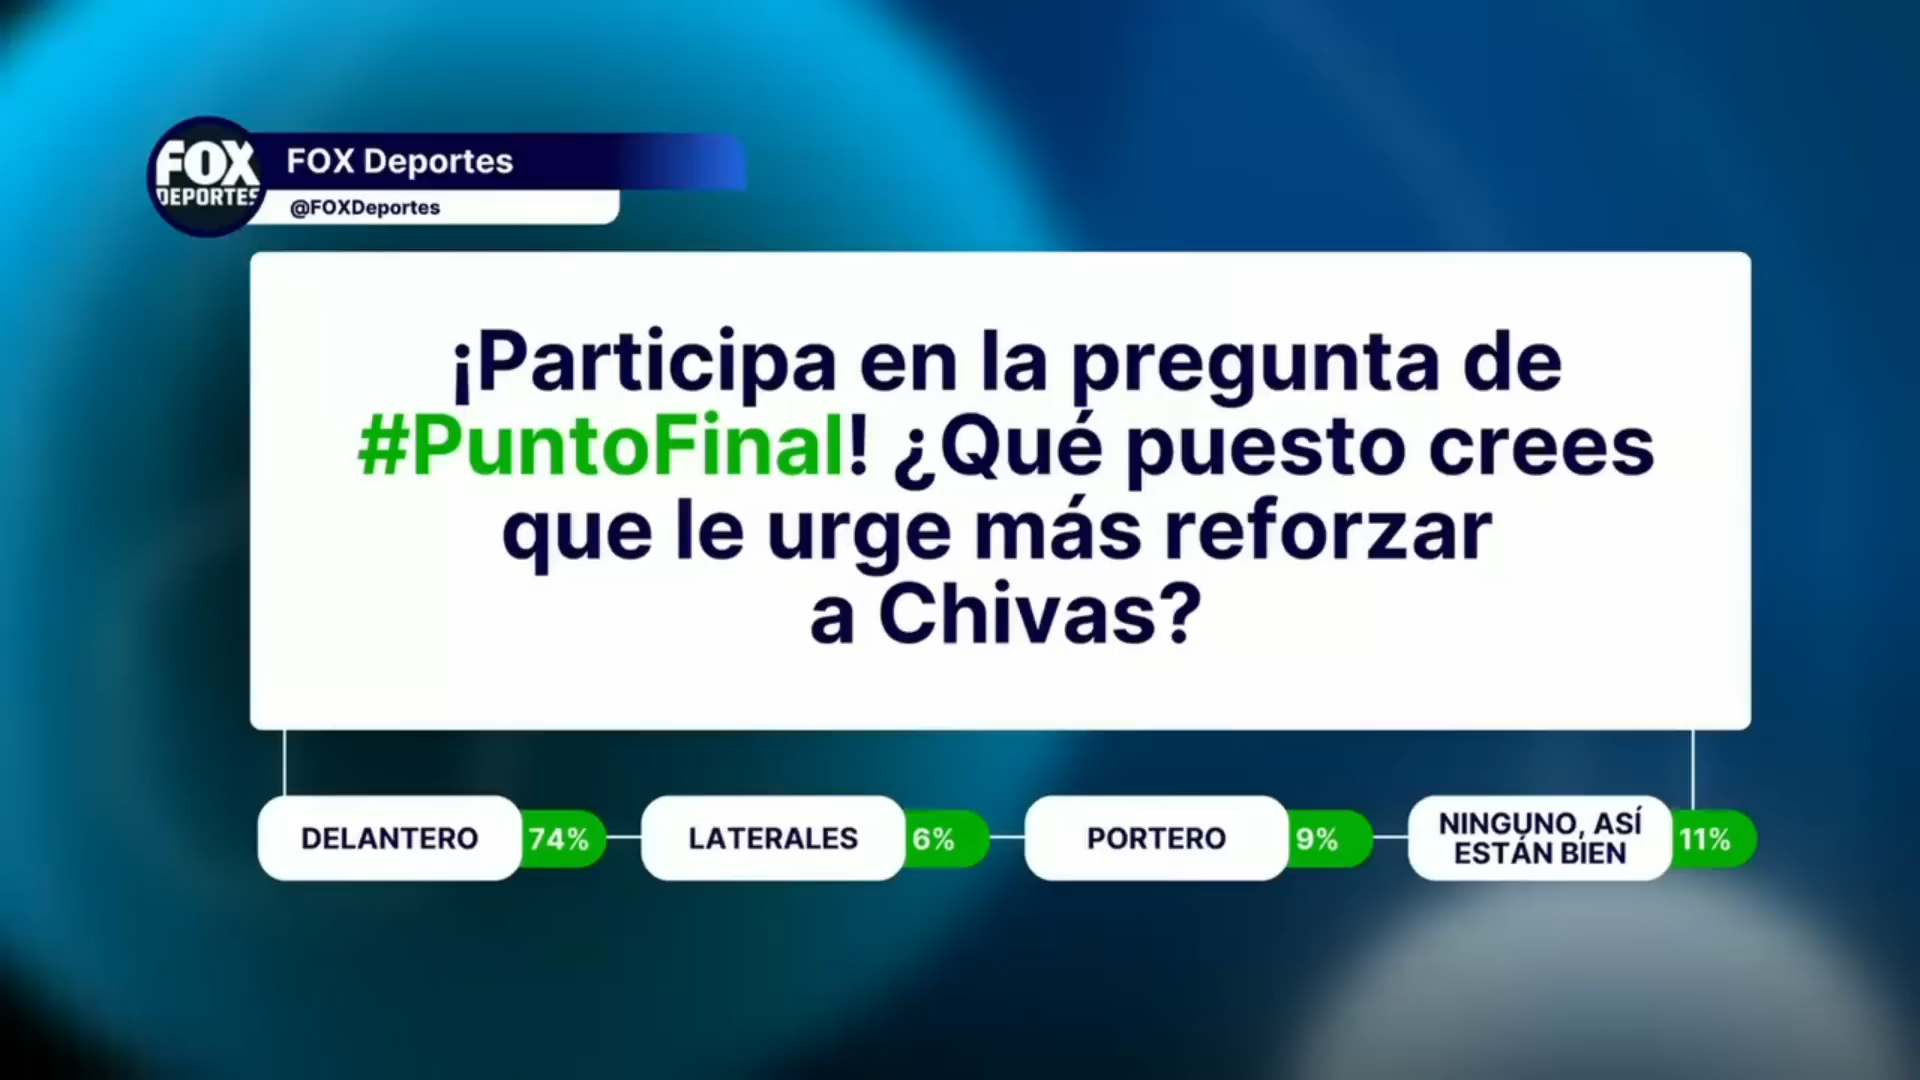 FOX
DEPORTES
FOX Deportes
@FOXDeportes
¡Participa en la pregunta de
#PuntoFinal! ¿Qué puesto crees
que le urge más reforzar
a Chivas?
DELANTERO 74%
LATERALES 6%
PORTERO 9%
NINGUNO, ASÍ
ESTÁN BIEN 11%